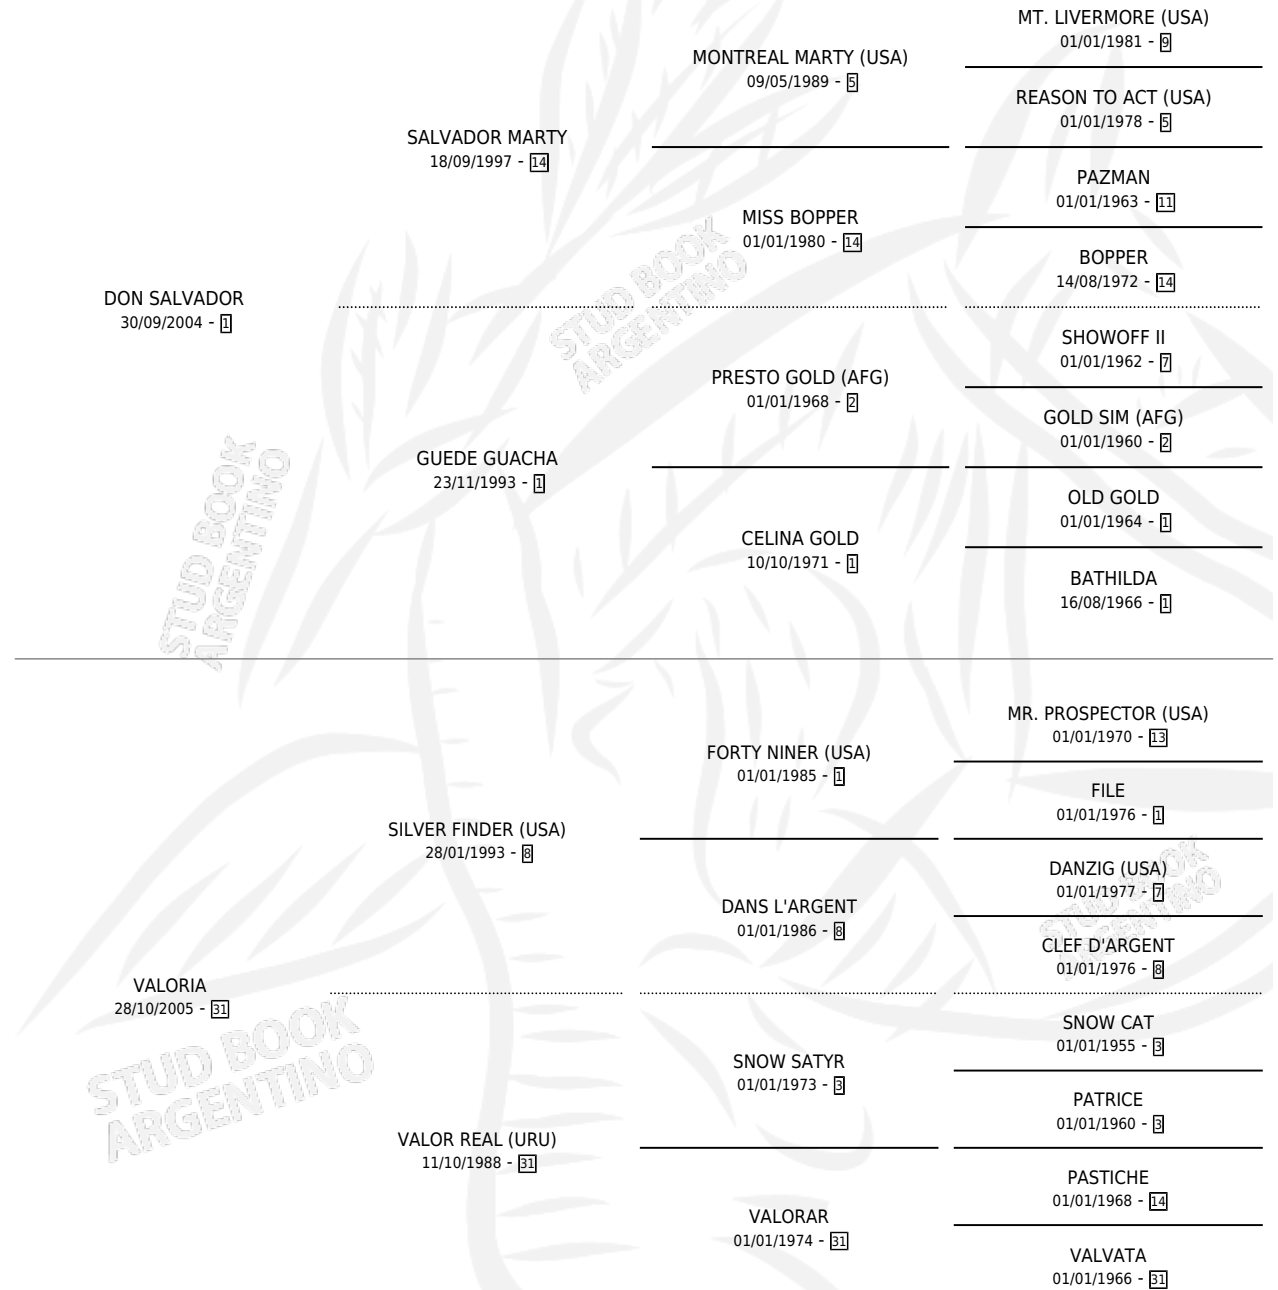 MT. LIVERMORE (USA)
01/01/1981 - 9
MONTREAL MARTY (USA)
09/05/1989 - 5
REASON TO ACT (USA)
01/01/1978 - 5
SALVADOR MARTY
18/09/1997 - 14
PAZMAN
01/01/1963 - 11
MISS BOPPER
01/01/1980 - 14
BOPPER
14/08/1972 - 14
DON SALVADOR
30/09/2004 - 1
STUD BOOK
ARGENTINO
SHOWOFF II
01/01/1962 - 7
PRESTO GOLD (AFG)
01/01/1968 - 2
GOLD SIM (AFG)
01/01/1960 - 2
GUEDE GUACHA
23/11/1993 - 1
OLD GOLD
01/01/1964 - 1
CELINA GOLD
10/10/1971 - 1
BATHILDA
16/08/1966 - 1
STUD BOOK
ARGENTINO
MR. PROSPECTOR (USA)
01/01/1970 - 13
FORTY NINER (USA)
01/01/1985 - 1
FILE
01/01/1976 - 1
SILVER FINDER (USA)
28/01/1993 - 8
DANZIG (USA)
01/01/1977 - 7
DANS L'ARGENT
01/01/1986 - 8
CLEF D'ARGENT
01/01/1976 - 8
STUD BOOK
ARGENTINO
VALORIA
28/10/2005 - 31
SNOW CAT
01/01/1955 - 3
SNOW SATYR
01/01/1973 - 3
PATRICE
01/01/1960 - 3
STUD BOOK
ARGENTINO
VALOR REAL (URU)
11/10/1988 - 31
PASTICHE
01/01/1968 - 14
VALORAR
01/01/1974 - 31
VALVATA
01/01/1966 - 31